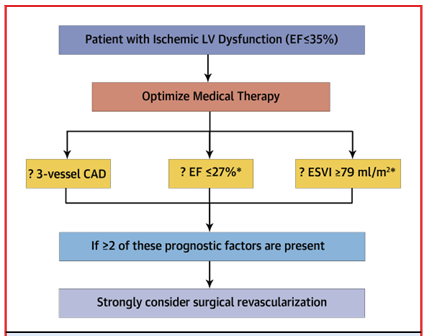 Patient with Ischemic LV Dysfunction (EF≤35%)
Optimize Medical Therapy
? 3-vessel CAD
? EF ≤27%*
? ESVI ≥79 ml/m²*
If ≥2 of these prognostic factors are present
Strongly consider surgical revascularization